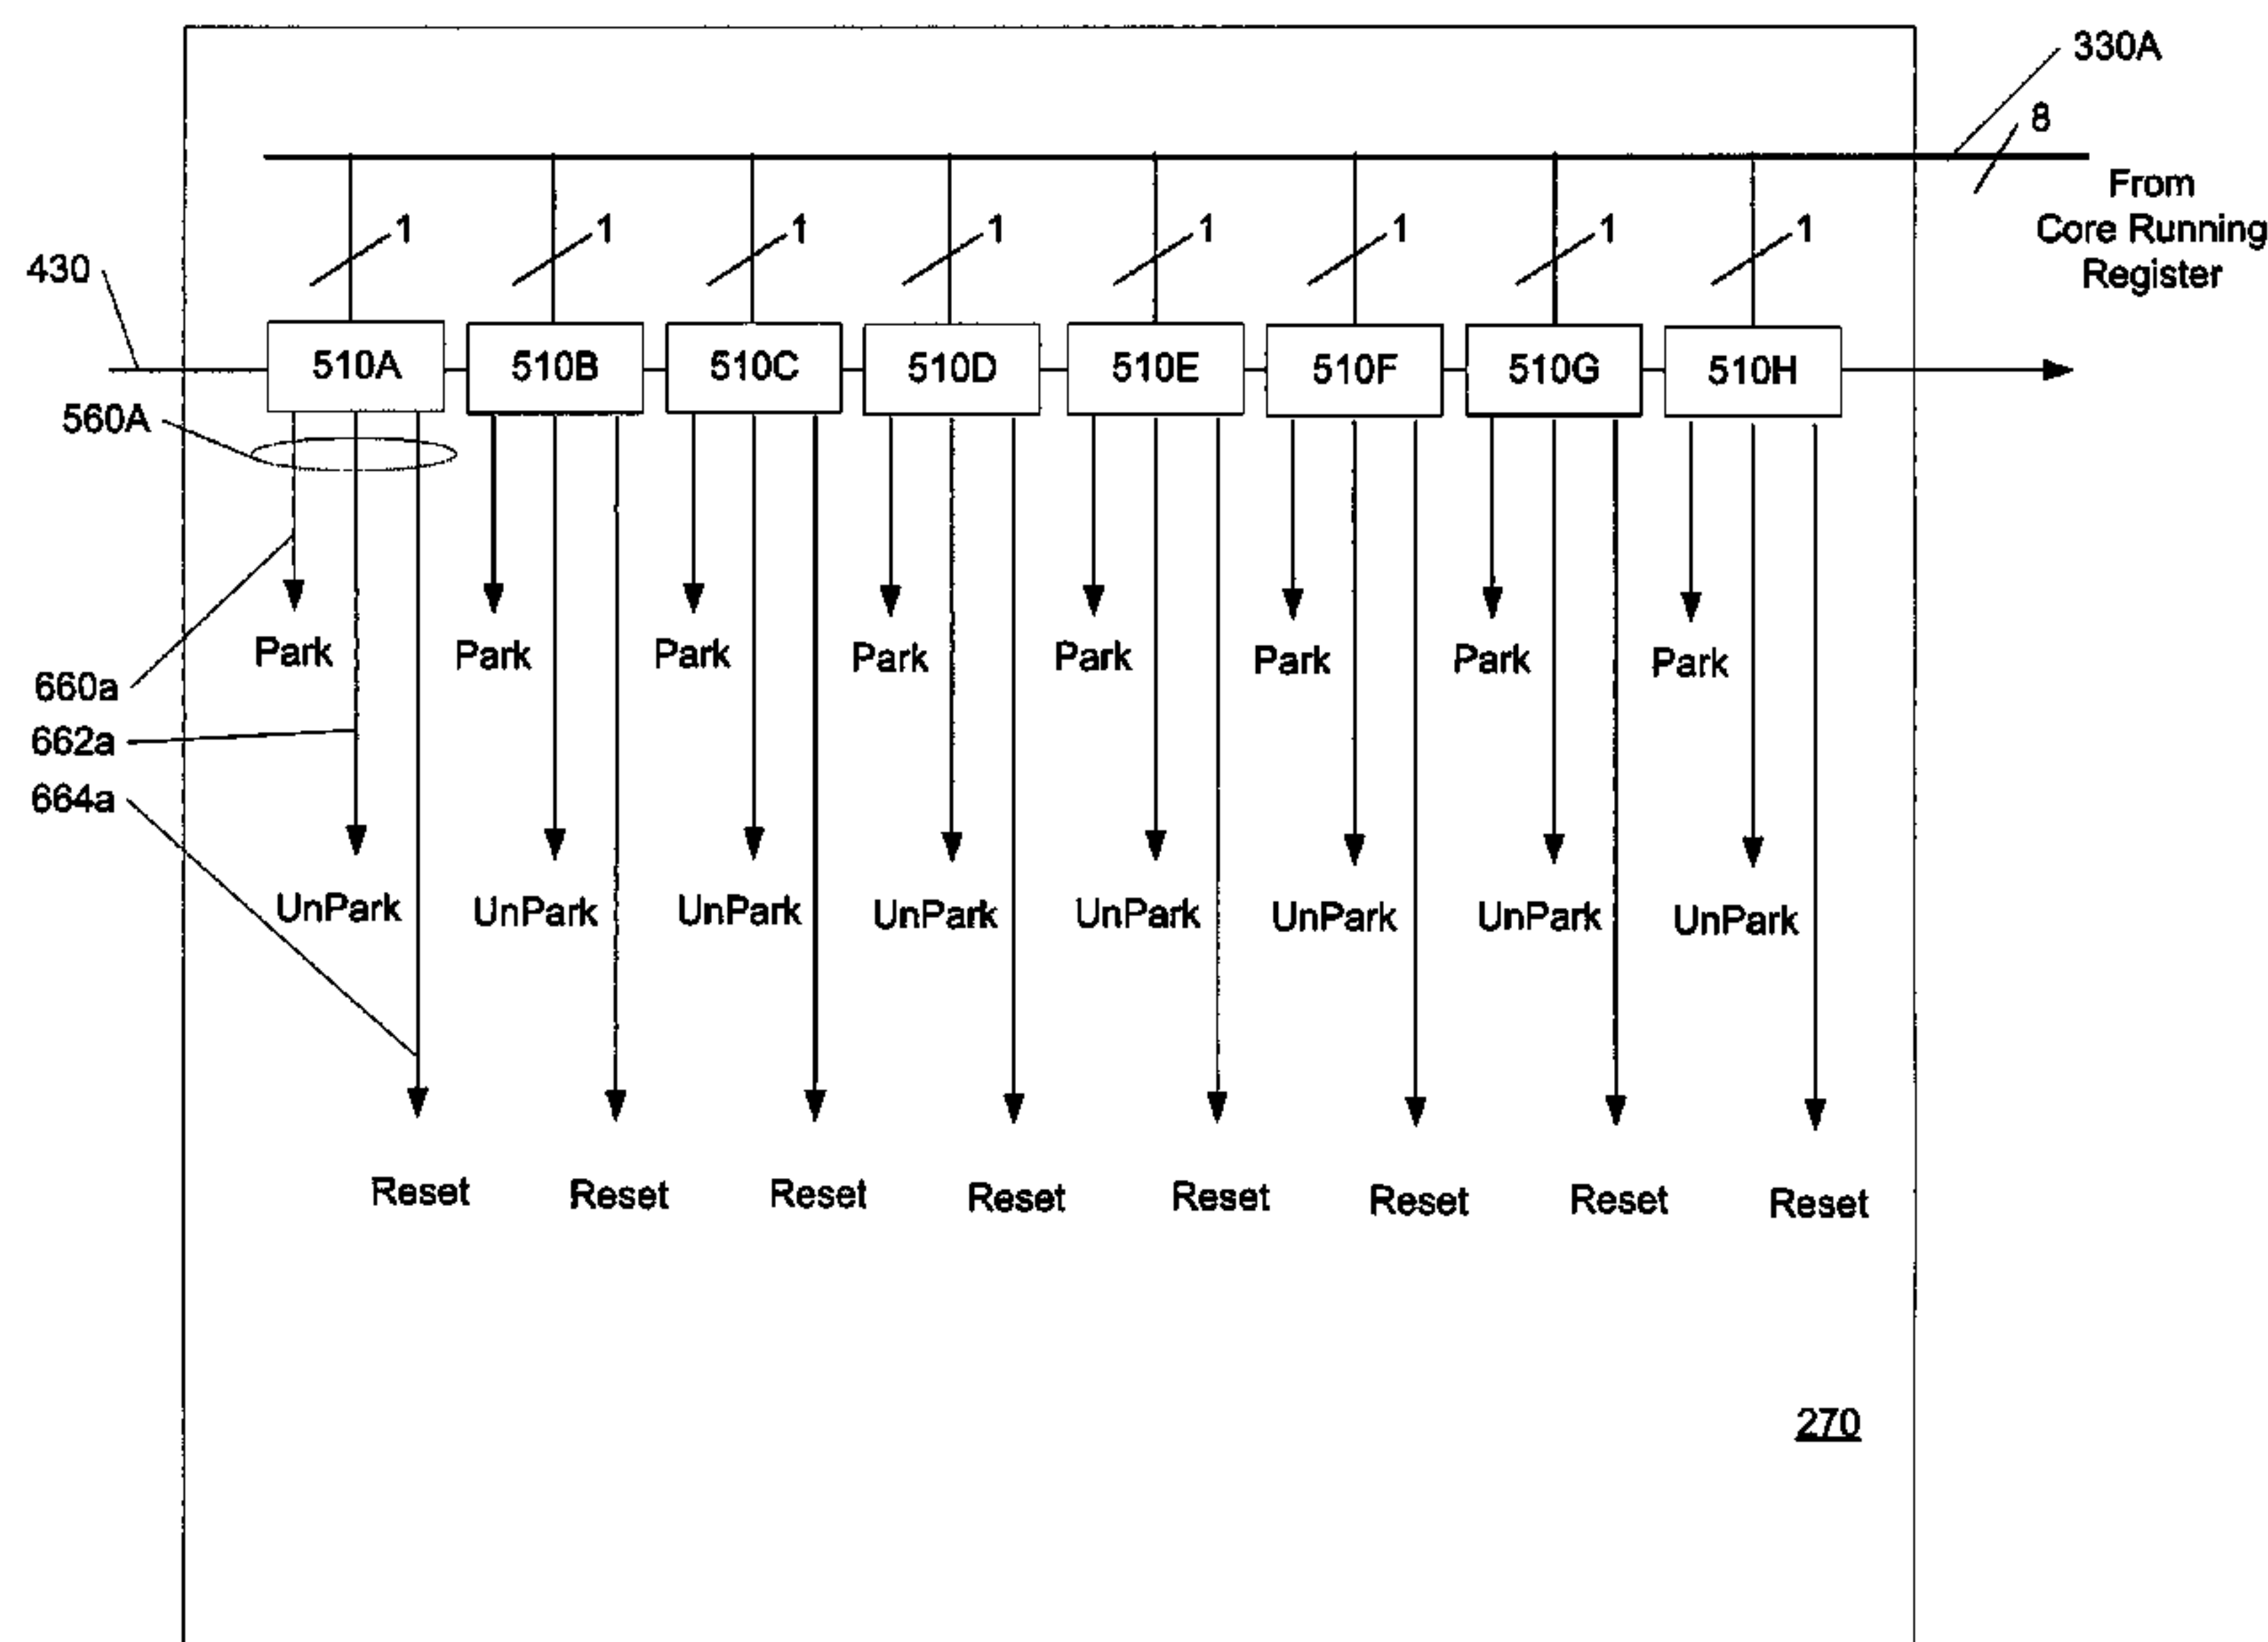 330A
8
From
Core Running
Register
1 1 1 1 1 1 1 1
430
510A 510B 510C 510D 510E 510F 510G 510H
560A
Park Park Park Park Park Park Park Park
660a
662a
664a
UnPark UnPark UnPark UnPark UnPark UnPark UnPark UnPark
Reset Reset Reset Reset Reset Reset Reset Reset
270